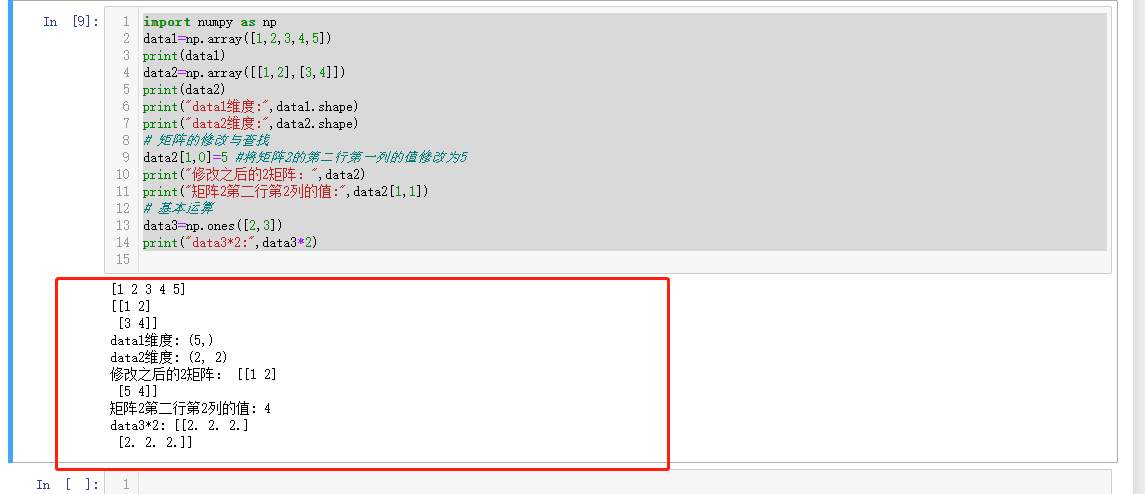 In [9]:
1 import numpy as np
2 data1=np.array([1,2,3,4,5])
3 print(data1)
4 data2=np.array([[1,2],[3,4]])
5 print(data2)
6 print("data1维度:",data1.shape)
7 print("data2维度:",data2.shape)
8 # 矩阵的修改与查找
9 data2[1,0]=5 #将矩阵2的第二行第一列的值修改为5
10 print("修改之后的2矩阵：",data2)
11 print("矩阵2第二行第2列的值:",data2[1,1])
12 # 基本运算
13 data3=np.ones([2,3])
14 print("data3*2:",data3*2)
15
[1 2 3 4 5]
[[1 2]
 [3 4]]
data1维度: (5,)
data2维度: (2, 2)
修改之后的2矩阵： [[1 2]
 [5 4]]
矩阵2第二行第2列的值: 4
data3*2: [[2. 2. 2.]
 [2. 2. 2.]]
In [ ]:
1